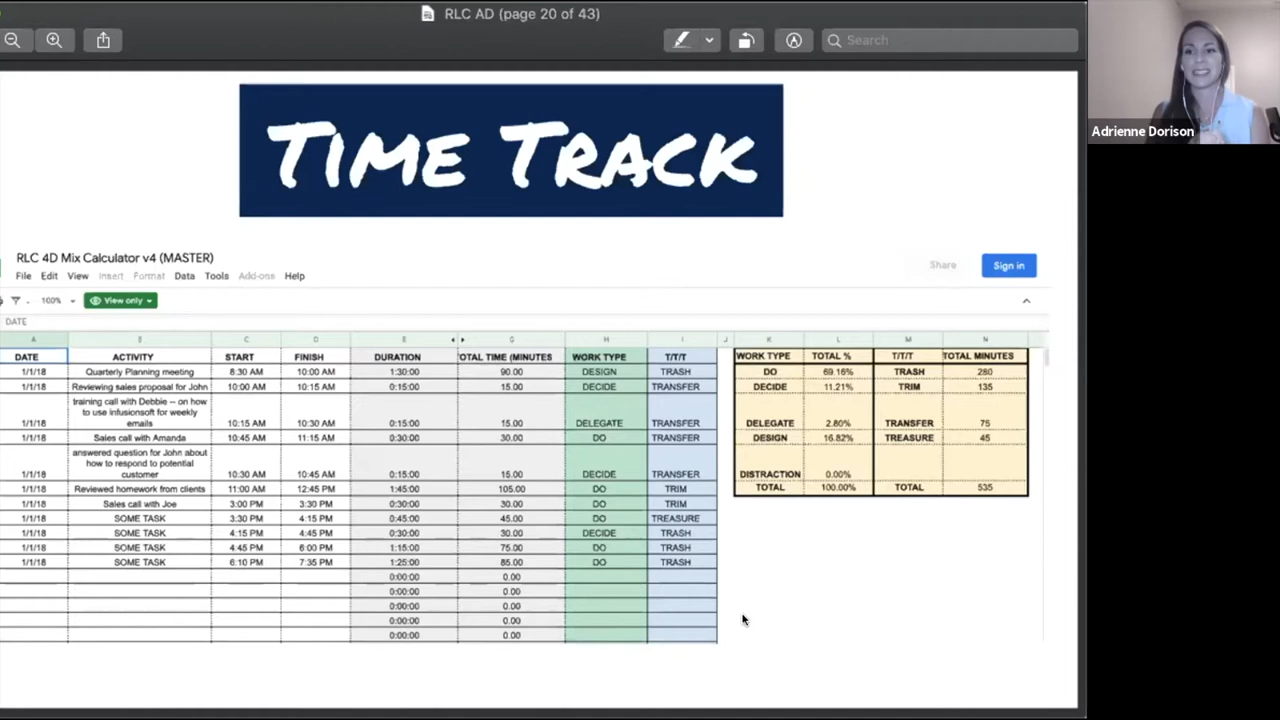 RLC AD (page 20 of 43)
Search
Adrienne Dorison
TIME TRACK
RLC 4D Mix Calculator v4 (MASTER)
File Edit View Insert Format Data Tools Add-ons Help
Share
Sign in
100% View only
DATE
A B C D E G H I J K L M N
DATE ACTIVITY START FINISH DURATION OTAL TIME (MINUTES WORK TYPE T/T/T
1/1/18 Quarterly Planning meeting 8:30 AM 10:00 AM 1:30:00 90.00 DESIGN TRASH
1/1/18 Reviewing sales proposal for John 10:00 AM 10:15 AM 0:15:00 15.00 DECIDE TRANSFER
training call with Debbie -- on how
to use infusionsoft for weekly
1/1/18 emails 10:15 AM 10:30 AM 0:15:00 15.00 DELEGATE TRANSFER
1/1/18 Sales call with Amanda 10:45 AM 11:15 AM 0:30:00 30.00 DO TRANSFER
answered question for John about
how to respond to potential
1/1/18 customer 10:30 AM 10:45 AM 0:15:00 15.00 DECIDE TRANSFER
1/1/18 Reviewed homework from clients 11:00 AM 12:45 PM 1:45:00 105.00 DO TRIM
1/1/18 Sales call with Joe 3:00 PM 3:30 PM 0:30:00 30.00 DO TRIM
1/1/18 SOME TASK 3:30 PM 4:15 PM 0:45:00 45.00 DO TREASURE
1/1/18 SOME TASK 4:15 PM 4:45 PM 0:30:00 30.00 DECIDE TRASH
1/1/18 SOME TASK 4:45 PM 6:00 PM 1:15:00 75.00 DO TRASH
1/1/18 SOME TASK 6:10 PM 7:35 PM 1:25:00 85.00 DO TRASH
0:00:00 0.00
0:00:00 0.00
0:00:00 0.00
0:00:00 0.00
0:00:00 0.00
WORK TYPE TOTAL % T/T/T TOTAL MINUTES
DO 69.16% TRASH 280
DECIDE 11.21% TRIM 135
DELEGATE 2.80% TRANSFER 75
DESIGN 16.82% TREASURE 45
DISTRACTION 0.00%
TOTAL 100.00% TOTAL 535